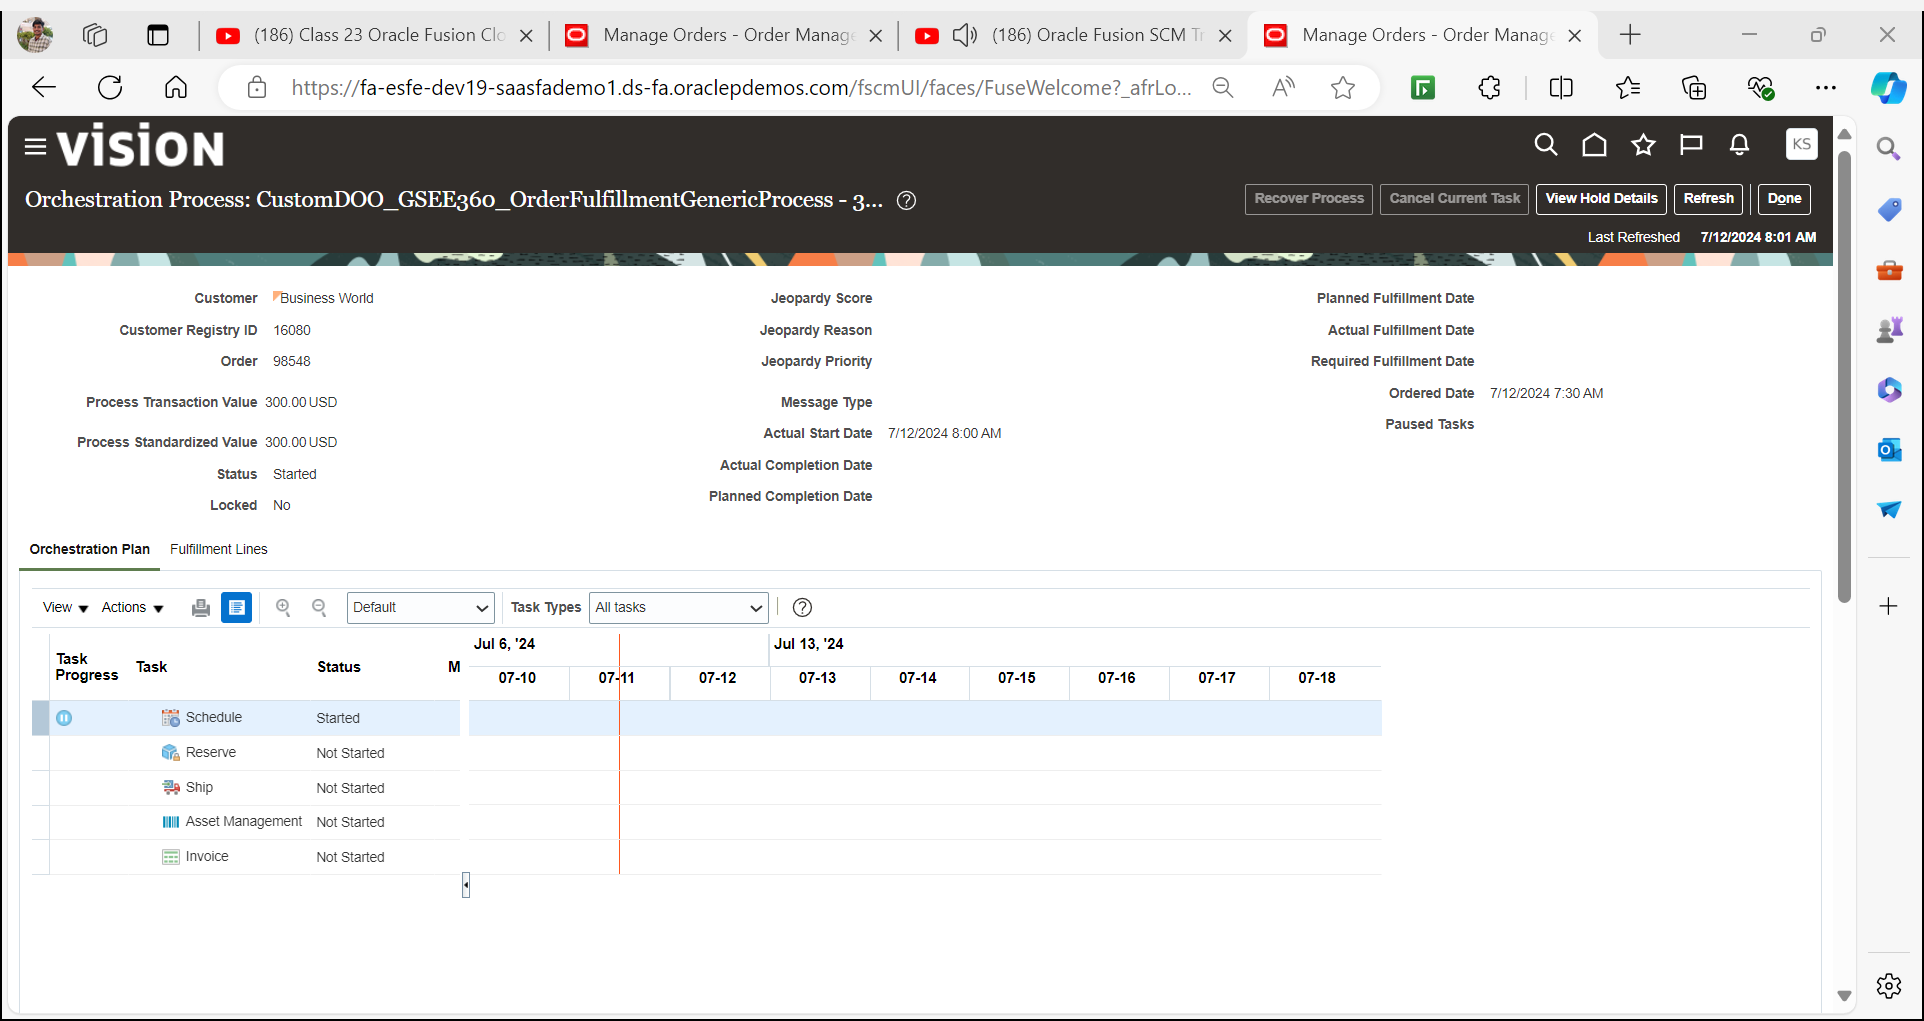 (186) Class 23 Oracle Fusion Clo
Manage Orders - Order Manage
(186) Oracle Fusion SCM Tr
Manage Orders - Order Manage
https://fa-esfe-dev19-saasfademo1.ds-fa.oraclepdemos.com/fscmUI/faces/FuseWelcome?_afrLo...
VISION
KS
Orchestration Process: CustomDOO_GSEE360_OrderFulfillmentGenericProcess - 3...
Recover Process
Cancel Current Task
View Hold Details
Refresh
Done
Last Refreshed 7/12/2024 8:01 AM
Customer Business World
Customer Registry ID 16080
Order 98548
Process Transaction Value 300.00 USD
Process Standardized Value 300.00 USD
Status Started
Locked No
Jeopardy Score
Jeopardy Reason
Jeopardy Priority
Message Type
Actual Start Date 7/12/2024 8:00 AM
Actual Completion Date
Planned Completion Date
Planned Fulfillment Date
Actual Fulfillment Date
Required Fulfillment Date
Ordered Date 7/12/2024 7:30 AM
Paused Tasks
Orchestration Plan Fulfillment Lines
View Actions Default Task Types All tasks
Jul 6, '24 Jul 13, '24
Task Progress Task Status M
07-10 07-11 07-12 07-13 07-14 07-15 07-16 07-17 07-18
Schedule Started
Reserve Not Started
Ship Not Started
Asset Management Not Started
Invoice Not Started